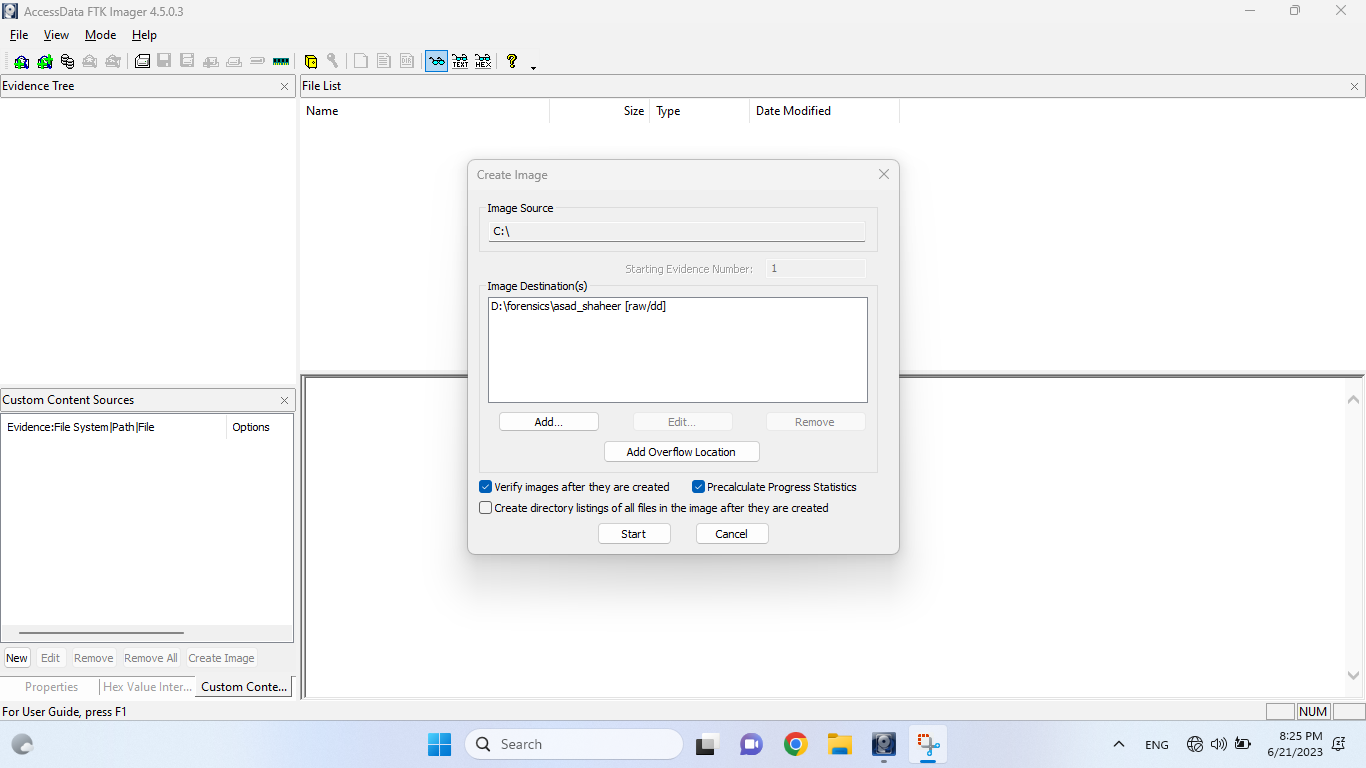 AccessData FTK Imager 4.5.0.3
File View Mode Help
TEXT HEX
DIR
Evidence Tree
File List
Name Size Type Date Modified
Create Image
Image Source
C:\
Starting Evidence Number: 1
Image Destination(s)
D:\forensics\asad_shaheer [raw/dd]
Add... Edit... Remove
Add Overflow Location
Verify images after they are created Precalculate Progress Statistics
Create directory listings of all files in the image after they are created
Start Cancel
Custom Content Sources
Evidence:File System|Path|File Options
New Edit Remove Remove All Create Image
Properties Hex Value Inter... Custom Conte...
For User Guide, press F1
NUM
Search
ENG
8:25 PM
6/21/2023